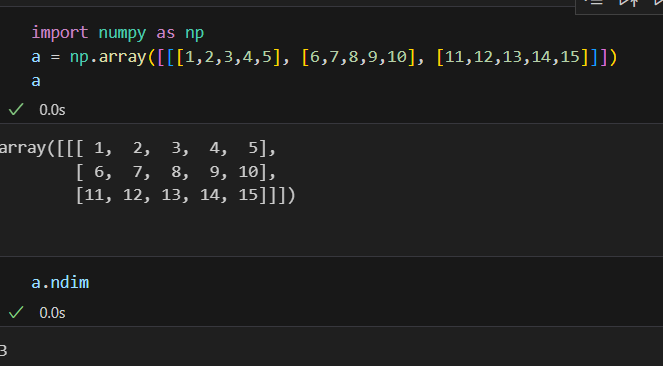 import numpy as np
a = np.array([[[1,2,3,4,5], [6,7,8,9,10], [11,12,13,14,15]]])
a
✓ 0.0s
array([[[ 1,  2,  3,  4,  5],
        [ 6,  7,  8,  9, 10],
        [11, 12, 13, 14, 15]]])
a.ndim
✓ 0.0s
3